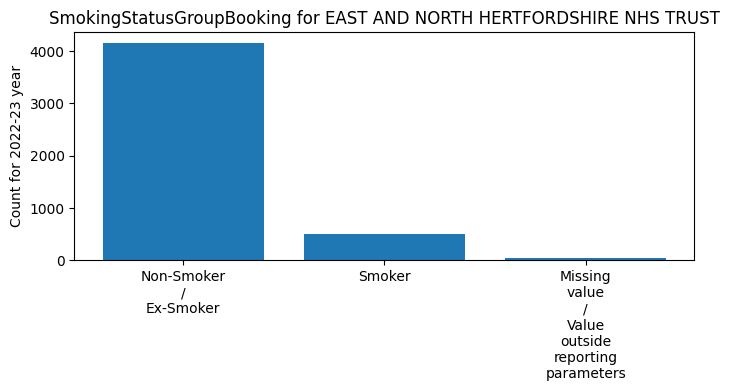 SmokingStatusGroupBooking for EAST AND NORTH HERTFORDSHIRE NHS TRUST
Count for 2022-23 year
4000
3000
2000
1000
0
Non-Smoker
/
Ex-Smoker
Smoker
Missing
value
/
Value
outside
reporting
parameters